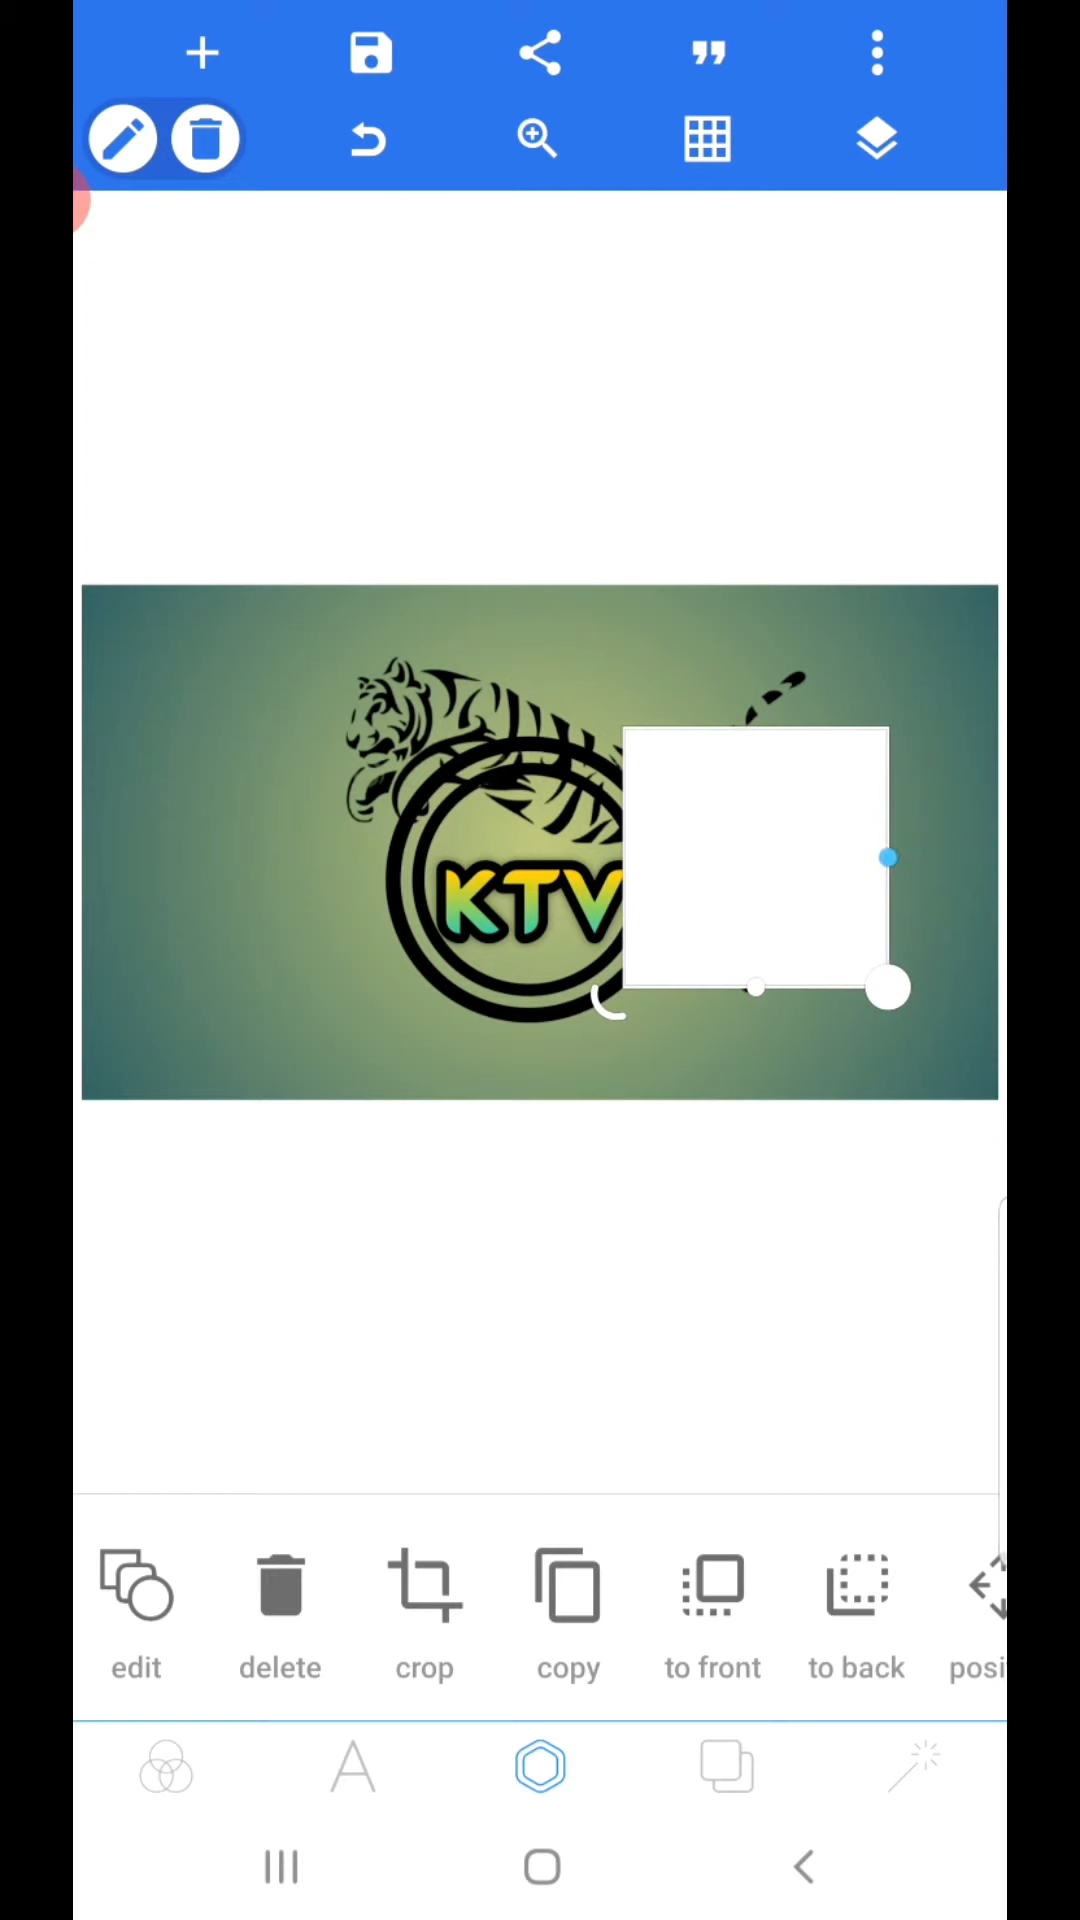 KTV
edit
delete
crop
copy
to front
to back
posi